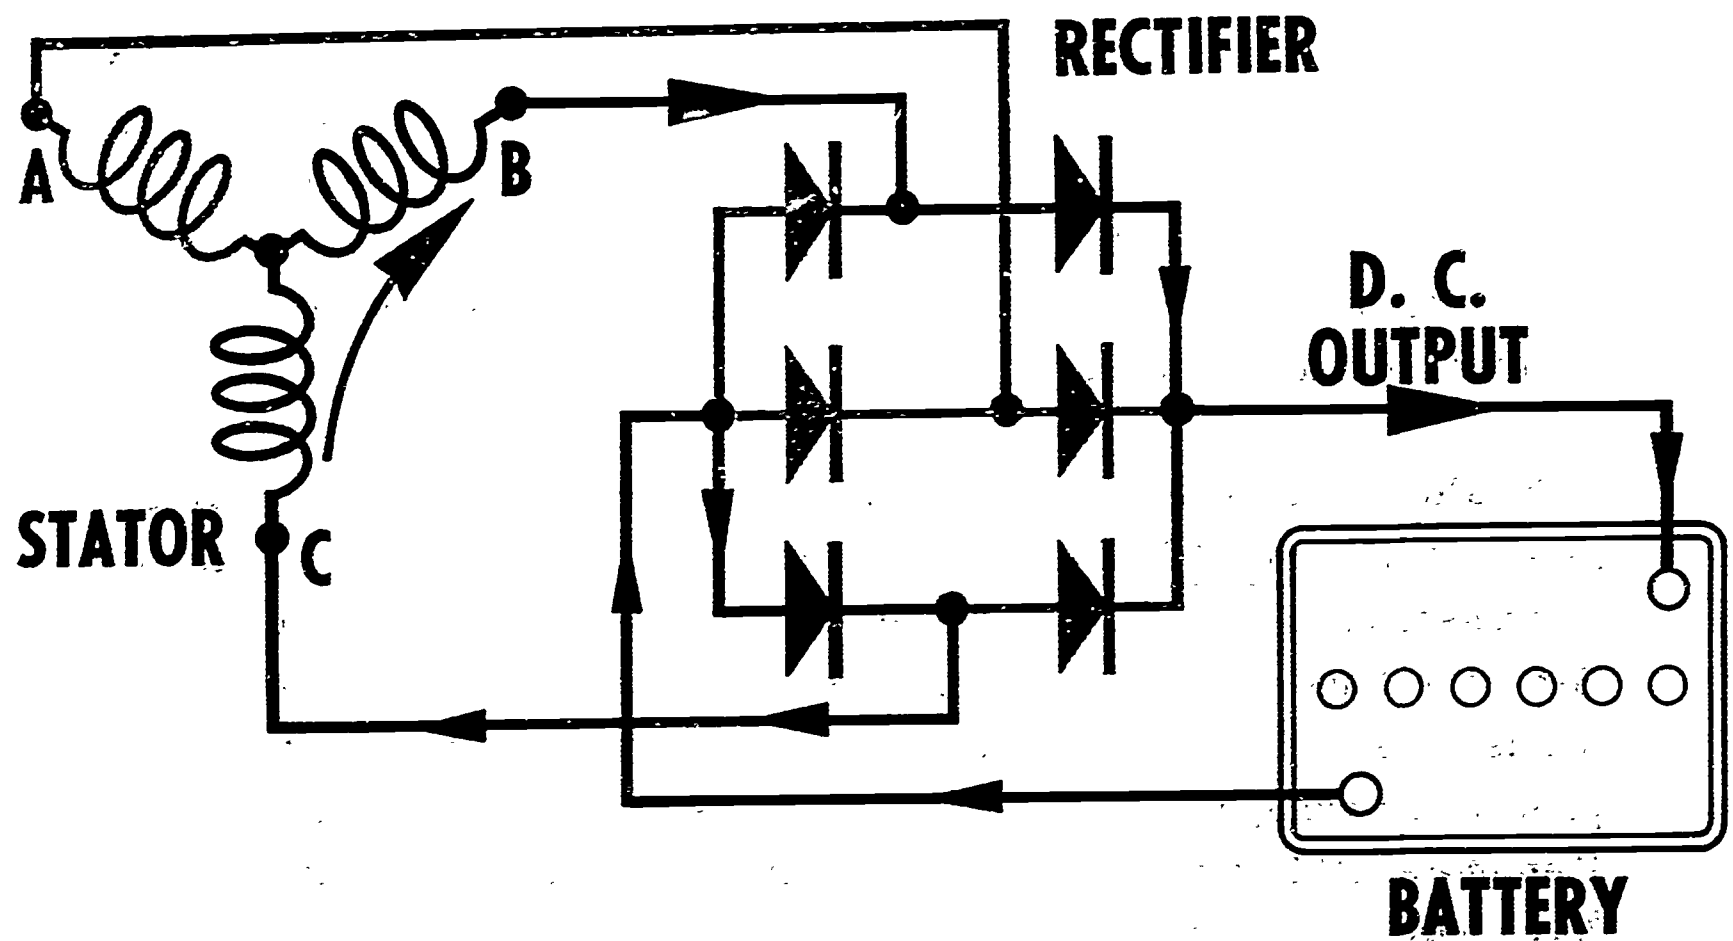 RECTIFIER
A
B
D. C.
OUTPUT
STATOR
C
BATTERY